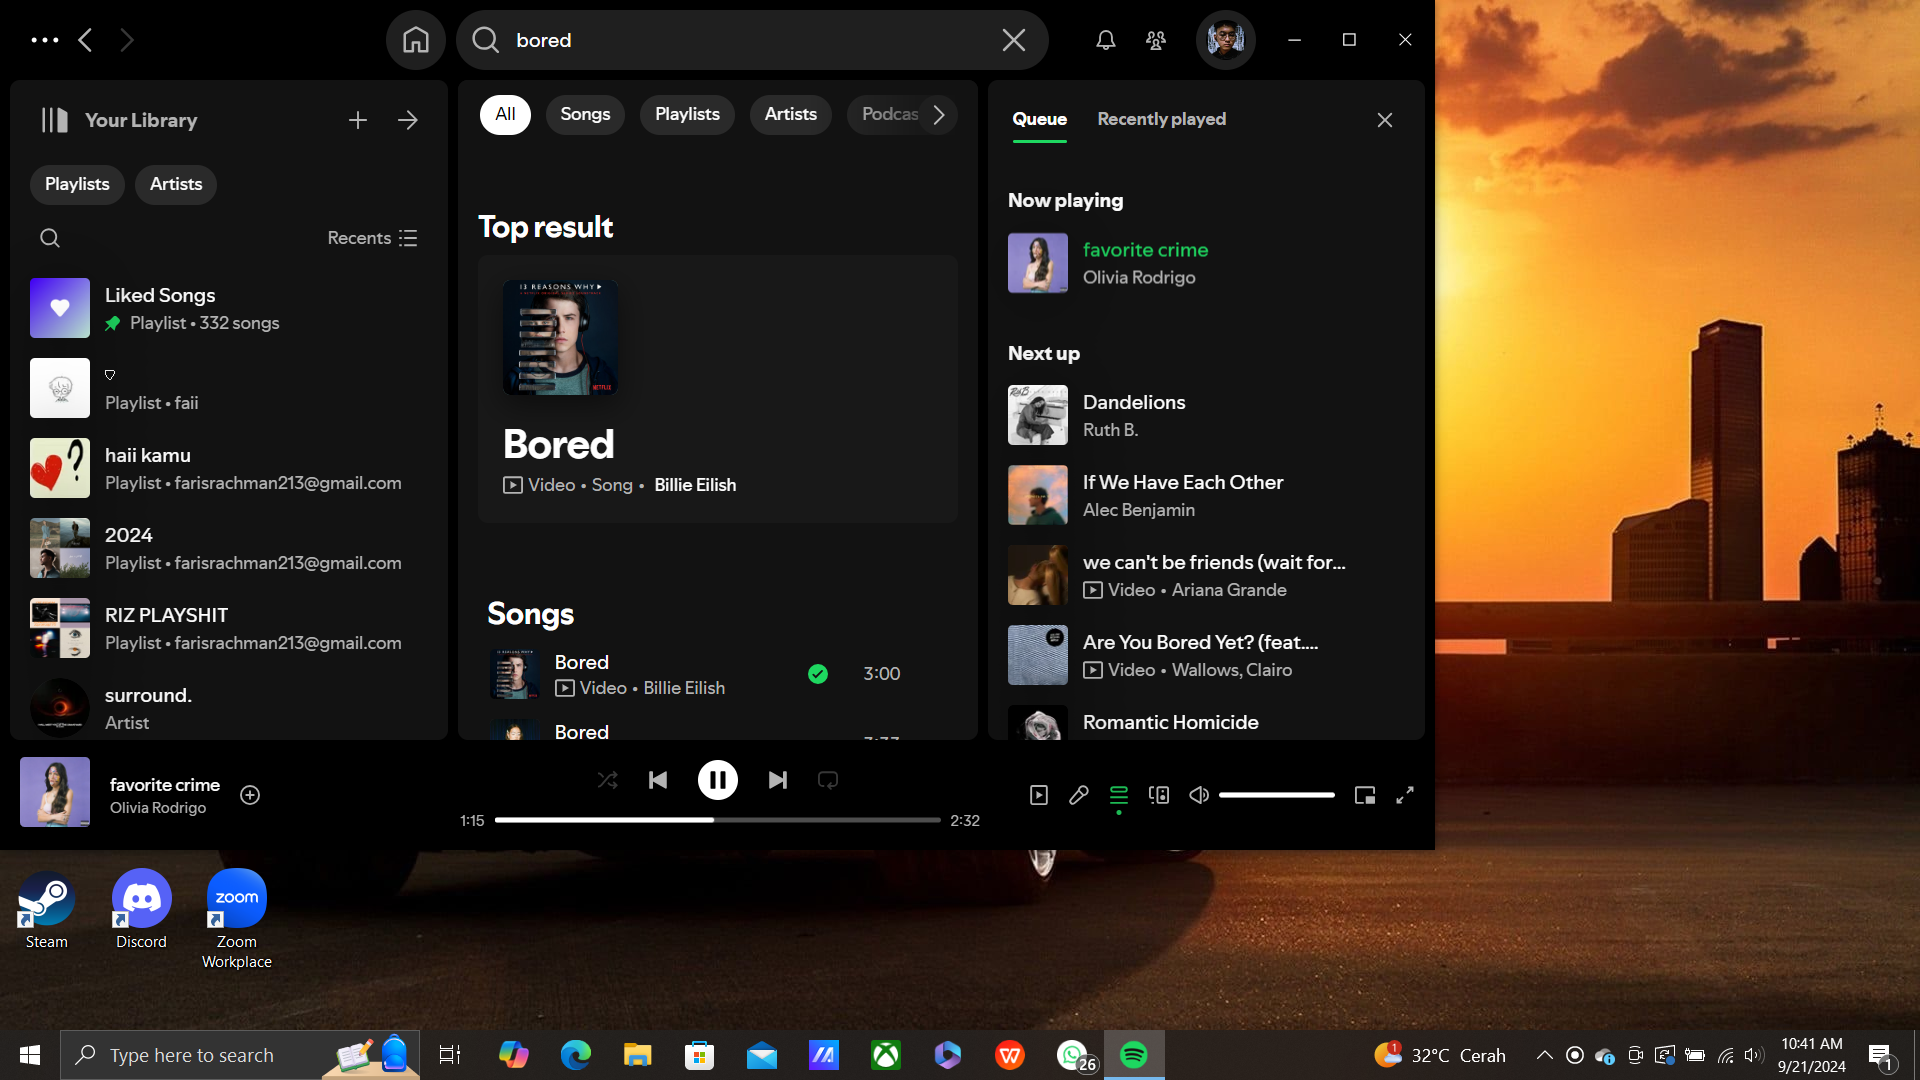 bored
Your Library
Playlists
Artists
Recents
Liked Songs
Playlist • 332 songs
Playlist • faii
haii kamu
Playlist • farisrachman213@gmail.com
2024
Playlist • farisrachman213@gmail.com
RIZ PLAYSHIT
Playlist • farisrachman213@gmail.com
surround.
Artist
All
Songs
Playlists
Artists
Podcas
Top result
13 REASONS WHY
NETFLIX
Bored
Video • Song • Billie Eilish
Songs
Bored
Video • Billie Eilish
3:00
Bored
Queue
Recently played
Now playing
favorite crime
Olivia Rodrigo
Next up
Dandelions
Ruth B.
If We Have Each Other
Alec Benjamin
we can't be friends (wait for...
Video • Ariana Grande
Are You Bored Yet? (feat....
Video • Wallows, Clairo
Romantic Homicide
favorite crime
Olivia Rodrigo
1:15
2:32
Steam
Discord
zoom
Zoom
Workplace
Type here to search
26
1
32°C Cerah
10:41 AM
9/21/2024
1